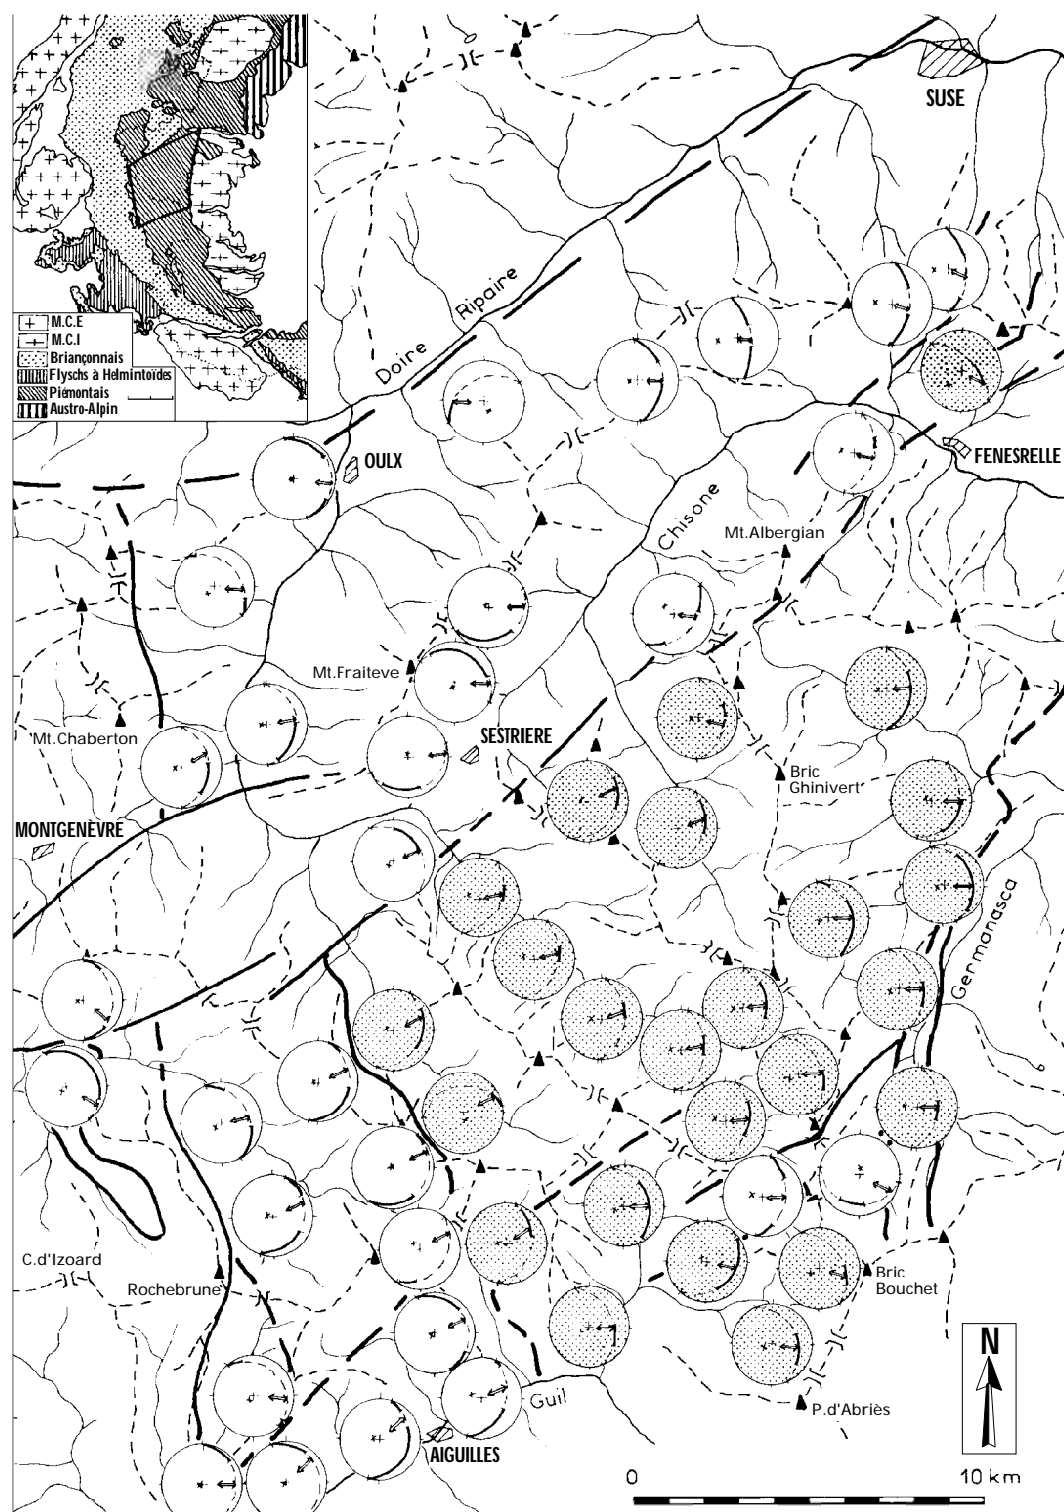 M.C.E
M.C.I
Briançonnais
Flyschs à Helmintoïdes
Piémontais
Austro-Alpin
SUSE
Doire Ripaire
OULX
FENESRELLE
Chisone
Mt.Albergian
Mt.Fraiteve
Mt.Chaberton
SESTRIERE
Bric
Ghinivert
MONTGENÈVRE
Germanasca
C.d'Izoard
Rochebrune
Bric
Bouchet
N
Guil
P.d'Abriès
AIGUILLES
0 10 km